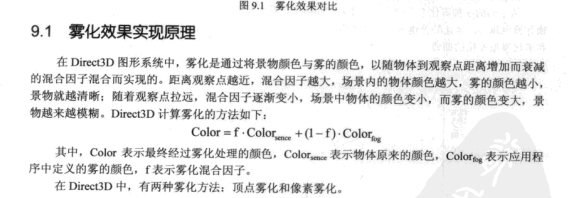 图 9.1 雾化效果对比
9.1 雾化效果实现原理
在 Direct3D 图形系统中，雾化是通过将景物颜色与雾的颜色，以随物体到观察点距离增加而衰减
的混合因子混合而实现的。距离观察点越近，混合因子越大，场景内的物体颜色越大，雾的颜色越小，
景物就越清晰；随着观察点拉远，混合因子逐渐变小，场景中物体的颜色变小，而雾的颜色变大，景
物越来越模糊。Direct3D 计算雾化的方法如下：
Color = f · Color_sence + (1 − f) · Color_fog
其中，Color 表示最终经过雾化处理的颜色，Color_sence 表示物体原来的颜色，Color_fog 表示应用程
序中定义的雾的颜色，f 表示雾化混合因子。
在 Direct3D 中，有两种雾化方法：顶点雾化和像素雾化。